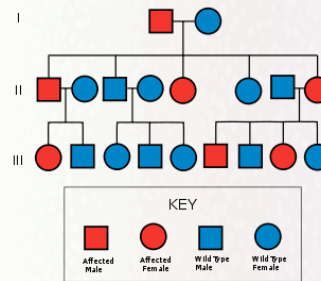 I
II
III
KEY
Affected Male
Affected Female
Wild Type Male
Wild Type Female